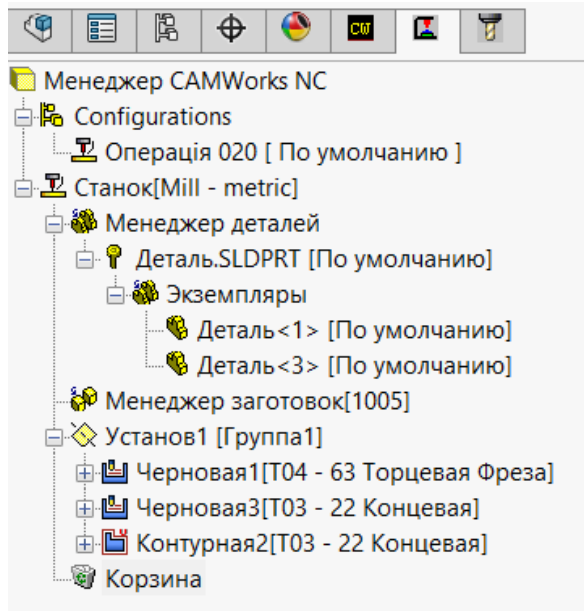 CW
Менеджер CAMWorks NC
Configurations
Операція 020 [ По умолчанию ]
Станок[Mill - metric]
Менеджер деталей
Деталь.SLDPRT [По умолчанию]
Экземпляры
Деталь<1> [По умолчанию]
Деталь<3> [По умолчанию]
Менеджер заготовок[1005]
Установ1 [Группа1]
Черновая1[T04 - 63 Торцевая Фреза]
Черновая3[T03 - 22 Концевая]
Контурная2[T03 - 22 Концевая]
Корзина